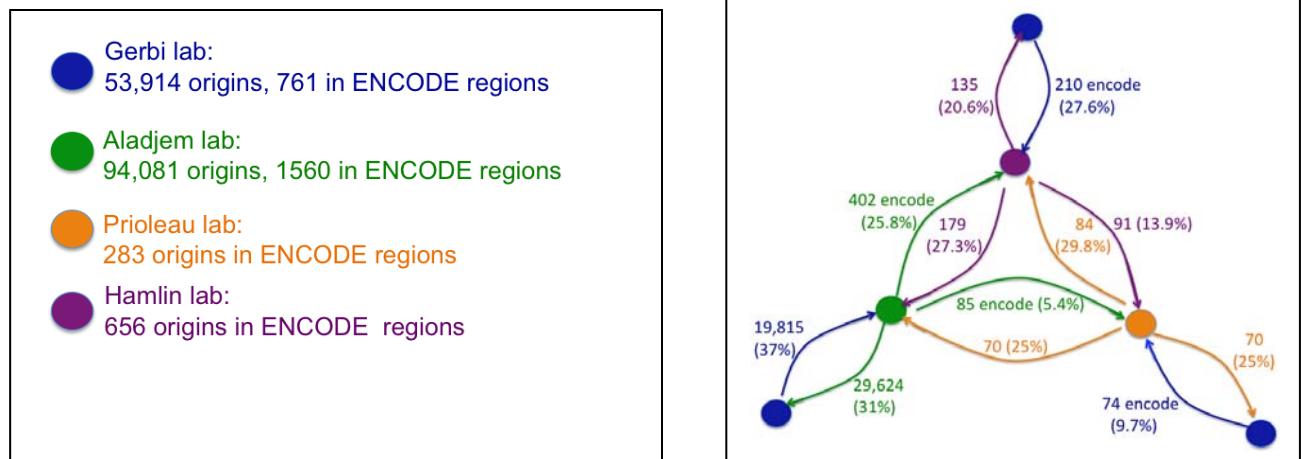 Gerbi lab:
53,914 origins, 761 in ENCODE regions
Aladjem lab:
94,081 origins, 1560 in ENCODE regions
Prioleau lab:
283 origins in ENCODE regions
Hamlin lab:
656 origins in ENCODE  regions
135
(20.6%)
210 encode
(27.6%)
402 encode
(25.8%)
179
(27.3%)
84
(29.8%)
91 (13.9%)
85 encode (5.4%)
70 (25%)
19,815
(37%)
29,624
(31%)
74 encode
(9.7%)
70
(25%)